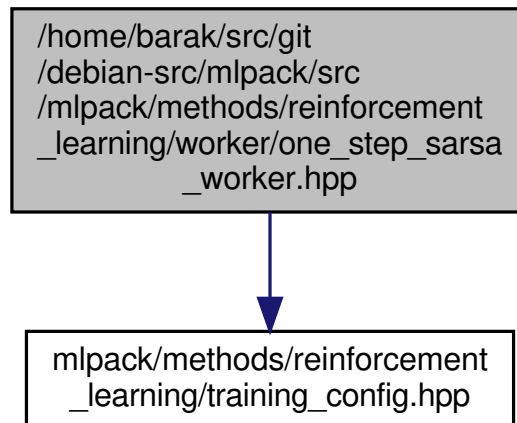 /home/barak/src/git
/debian-src/mlpack/src
/mlpack/methods/reinforcement
_learning/worker/one_step_sarsa
_worker.hpp
mlpack/methods/reinforcement
_learning/training_config.hpp